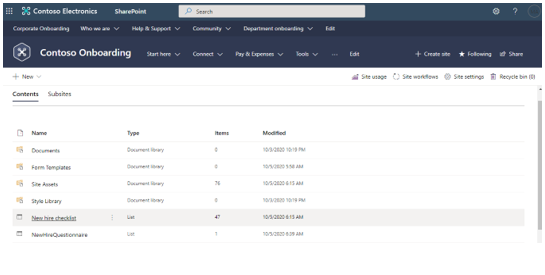 Contoso Electronics SharePoint Search ?
Corporate Onboarding Who we are Help & Support Community Department onboarding Edit
Contoso Onboarding Start here Connect Pay & Expenses Tools ... Edit + Create site Following Share
+ New Site usage Site workflows Site settings Recycle bin (0)
Contents Subsites
Name Type Items Modified
Documents Document library 0 10/3/2020 10:19 PM
Form Templates Document library 0 10/5/2020 5:58 AM
Site Assets Document library 76 10/5/2020 6:13 AM
Style Library Document library 0 10/3/2020 10:19 PM
New hire checklist List 47 10/5/2020 6:13 AM
NewHireQuestionnaire List 1 10/5/2020 6:09 AM